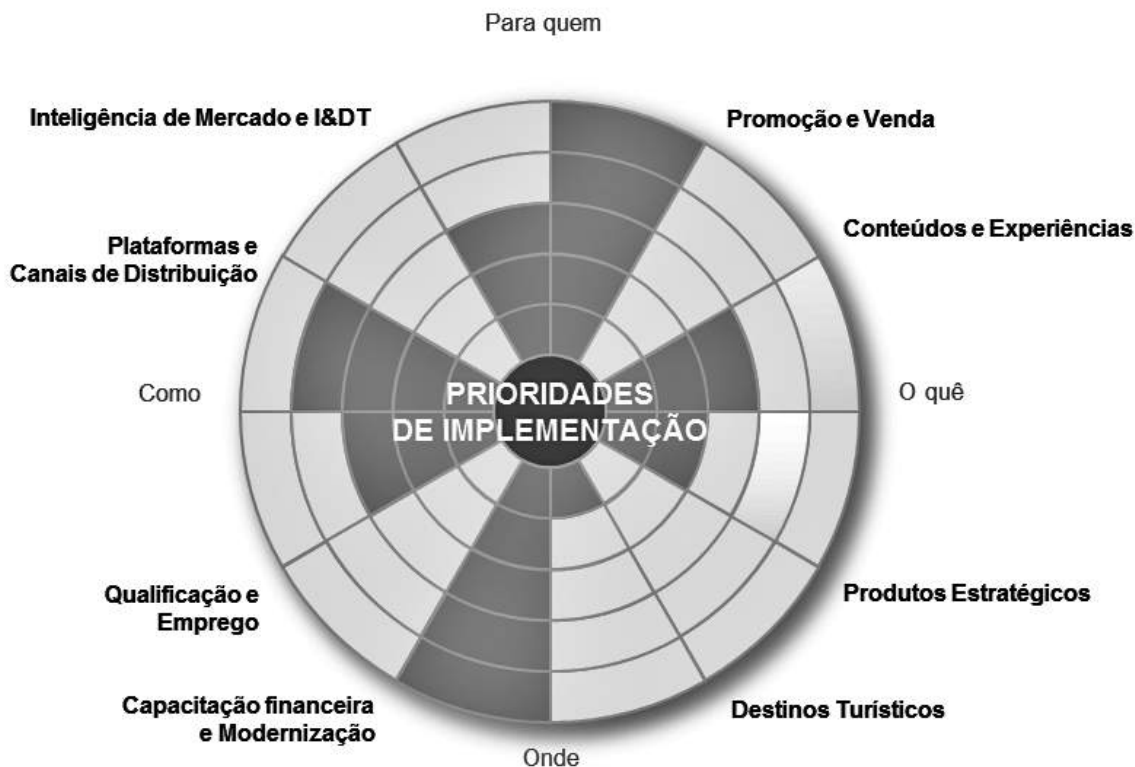 Para quem
Inteligência de Mercado e I&DT
Promoção e Venda
Conteúdos e Experiências
Plataformas e
Canais de Distribuição
Como
PRIORIDADES
DE IMPLEMENTAÇÃO
O quê
Qualificação e
Emprego
Produtos Estratégicos
Capacitação financeira
e Modernização
Destinos Turísticos
Onde